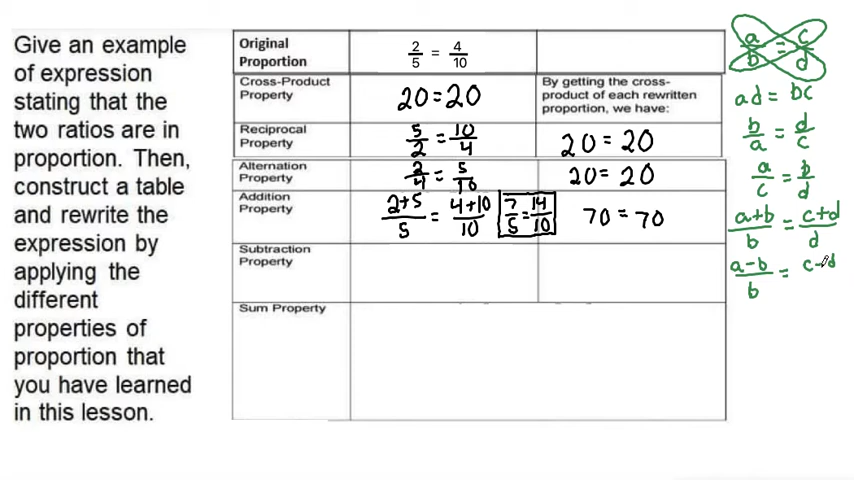 Give an example
of expression
stating that the
two ratios are in
proportion. Then,
construct a table
and rewrite the
expression by
applying the
different
properties of
proportion that
you have learned
in this lesson.
Original
Proportion
2/5 = 4/10
Cross-Product
Property
20 = 20
By getting the cross-
product of each rewritten
proportion, we have:
Reciprocal
Property
5/2 = 10/4
20 = 20
Alternation
Property
2/4 = 5/10
20 = 20
Addition
Property
2+5/5 = 4+10/10
7/5 = 14/10
70 = 70
Subtraction
Property
Sum Property
a/b = c/d
ad = bc
b/a = d/c
a/c = b/d
a+b/b = c+d/d
a-b/b = c-d